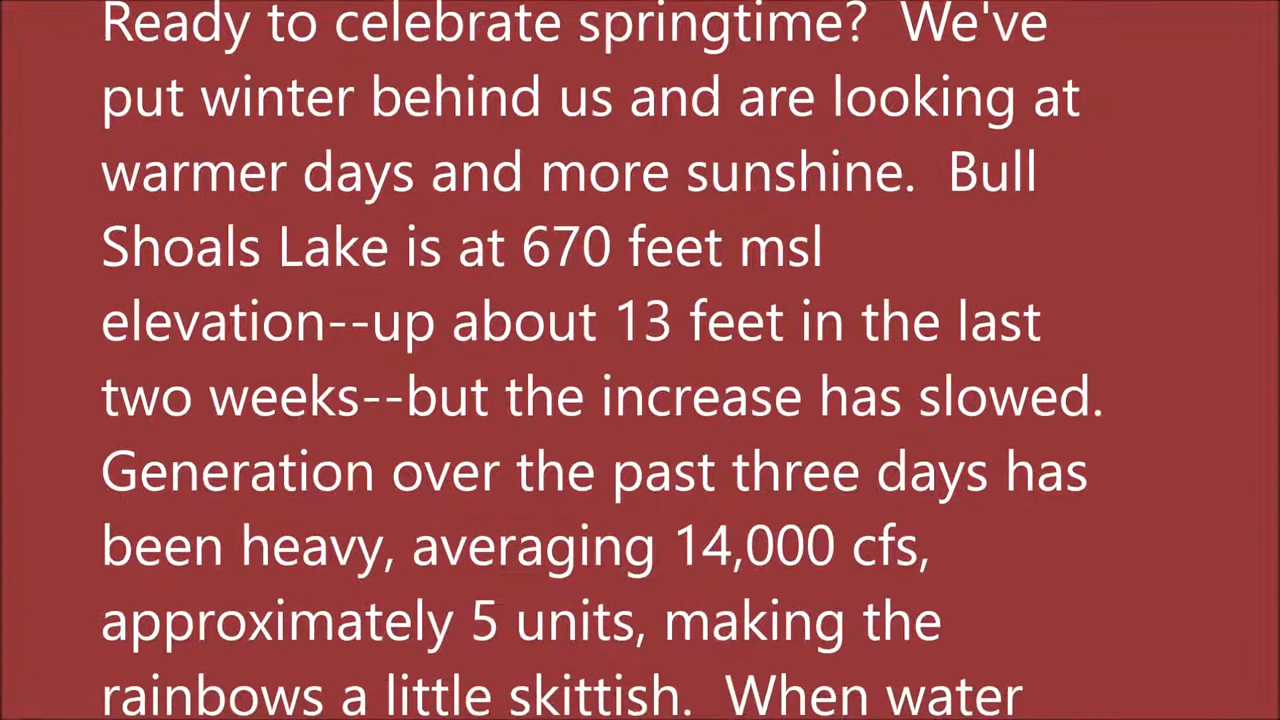 Ready to celebrate springtime?  We've
put winter behind us and are looking at
warmer days and more sunshine.  Bull
Shoals Lake is at 670 feet msl
elevation--up about 13 feet in the last
two weeks--but the increase has slowed.
Generation over the past three days has
been heavy, averaging 14,000 cfs,
approximately 5 units, making the
rainbows a little skittish.  When water